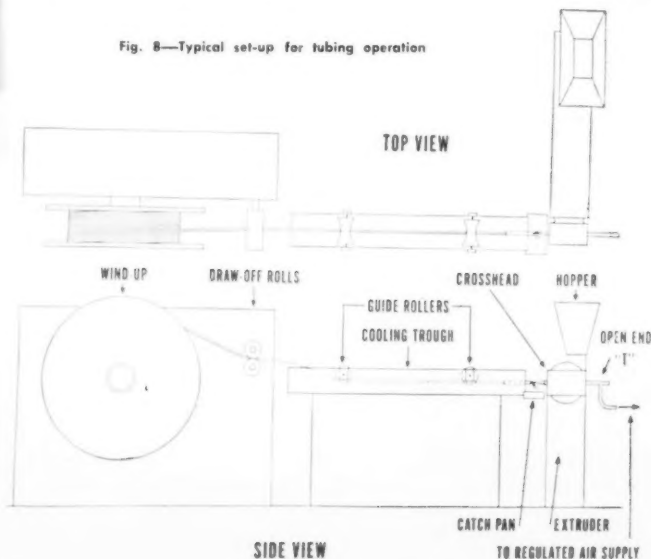 Fig. 8—Typical set-up for tubing operation
TOP VIEW
WIND UP
DRAW-OFF ROLLS
CROSSHEAD
HOPPER
GUIDE ROLLERS
COOLING TROUGH
OPEN END
"T"
CATCH PAN
EXTRUDER
TO REGULATED AIR SUPPLY
SIDE VIEW